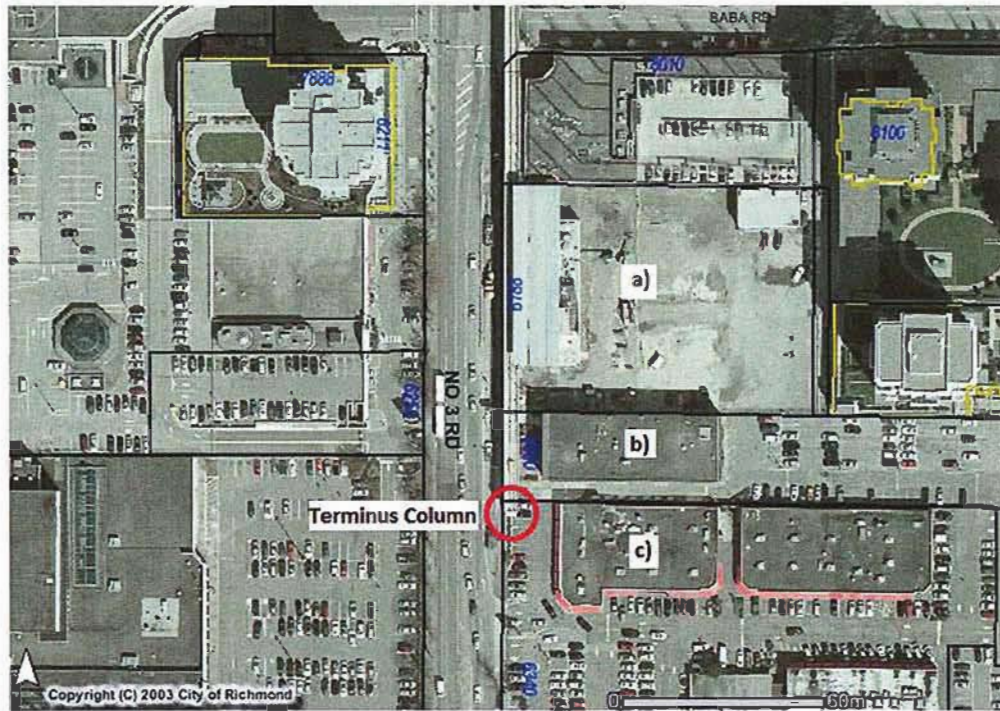 BABA RD
7888
8010
8100
a)
NO 3 RD
b)
Terminus Column
c)
Copyright (C) 2003 City of Richmond
0
60m